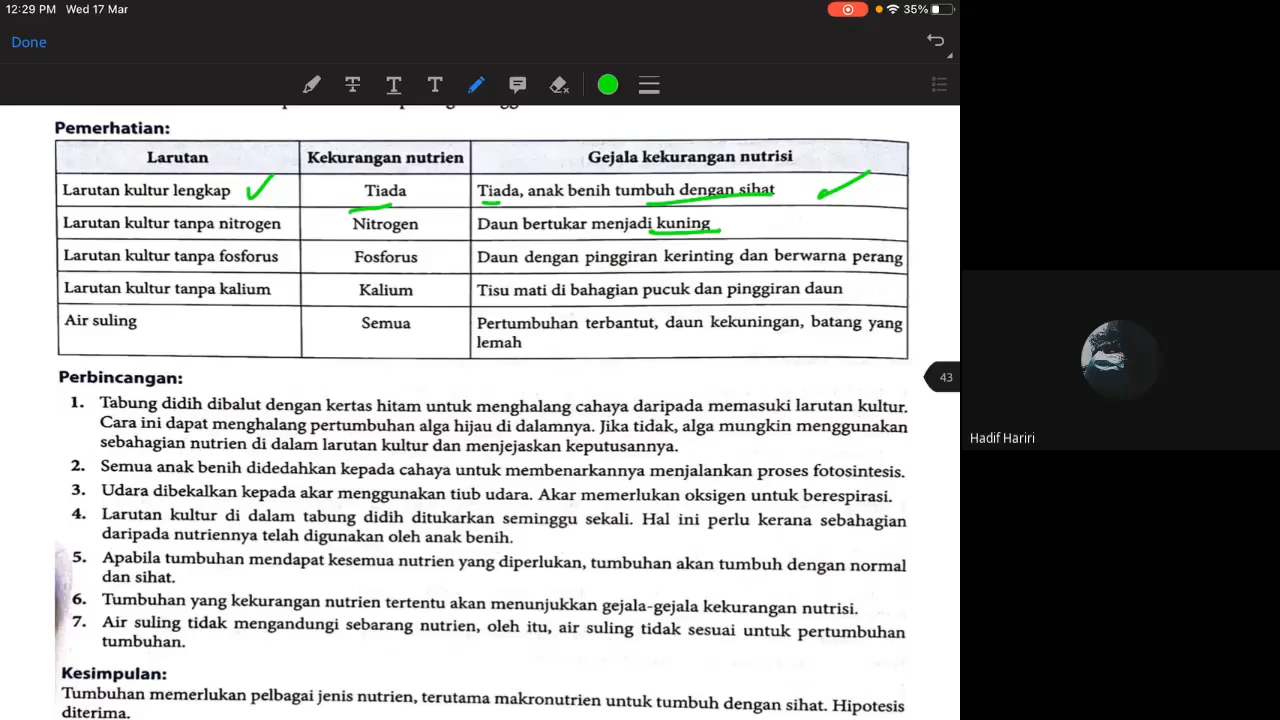 12:29 PM Wed 17 Mar
35%
Done
T T T
Pemerhatian:
Larutan Kekurangan nutrien Gejala kekurangan nutrisi
Larutan kultur lengkap Tiada Tiada, anak benih tumbuh dengan sihat
Larutan kultur tanpa nitrogen Nitrogen Daun bertukar menjadi kuning
Larutan kultur tanpa fosforus Fosforus Daun dengan pinggiran kerinting dan berwarna perang
Larutan kultur tanpa kalium Kalium Tisu mati di bahagian pucuk dan pinggiran daun
Air suling Semua Pertumbuhan terbantut, daun kekuningan, batang yang
lemah
Perbincangan:
1. Tabung didih dibalut dengan kertas hitam untuk menghalang cahaya daripada memasuki larutan kultur.
Cara ini dapat menghalang pertumbuhan alga hijau di dalamnya. Jika tidak, alga mungkin menggunakan
sebahagian nutrien di dalam larutan kultur dan menjejaskan keputusannya.
2. Semua anak benih didedahkan kepada cahaya untuk membenarkannya menjalankan proses fotosintesis.
3. Udara dibekalkan kepada akar menggunakan tiub udara. Akar memerlukan oksigen untuk berespirasi.
4. Larutan kultur di dalam tabung didih ditukarkan seminggu sekali. Hal ini perlu kerana sebahagian
daripada nutriennya telah digunakan oleh anak benih.
5. Apabila tumbuhan mendapat kesemua nutrien yang diperlukan, tumbuhan akan tumbuh dengan normal
dan sihat.
6. Tumbuhan yang kekurangan nutrien tertentu akan menunjukkan gejala-gejala kekurangan nutrisi.
7. Air suling tidak mengandungi sebarang nutrien, oleh itu, air suling tidak sesuai untuk pertumbuhan
tumbuhan.
Kesimpulan:
Tumbuhan memerlukan pelbagai jenis nutrien, terutama makronutrien untuk tumbuh dengan sihat. Hipotesis
diterima.
43
Hadif Hariri